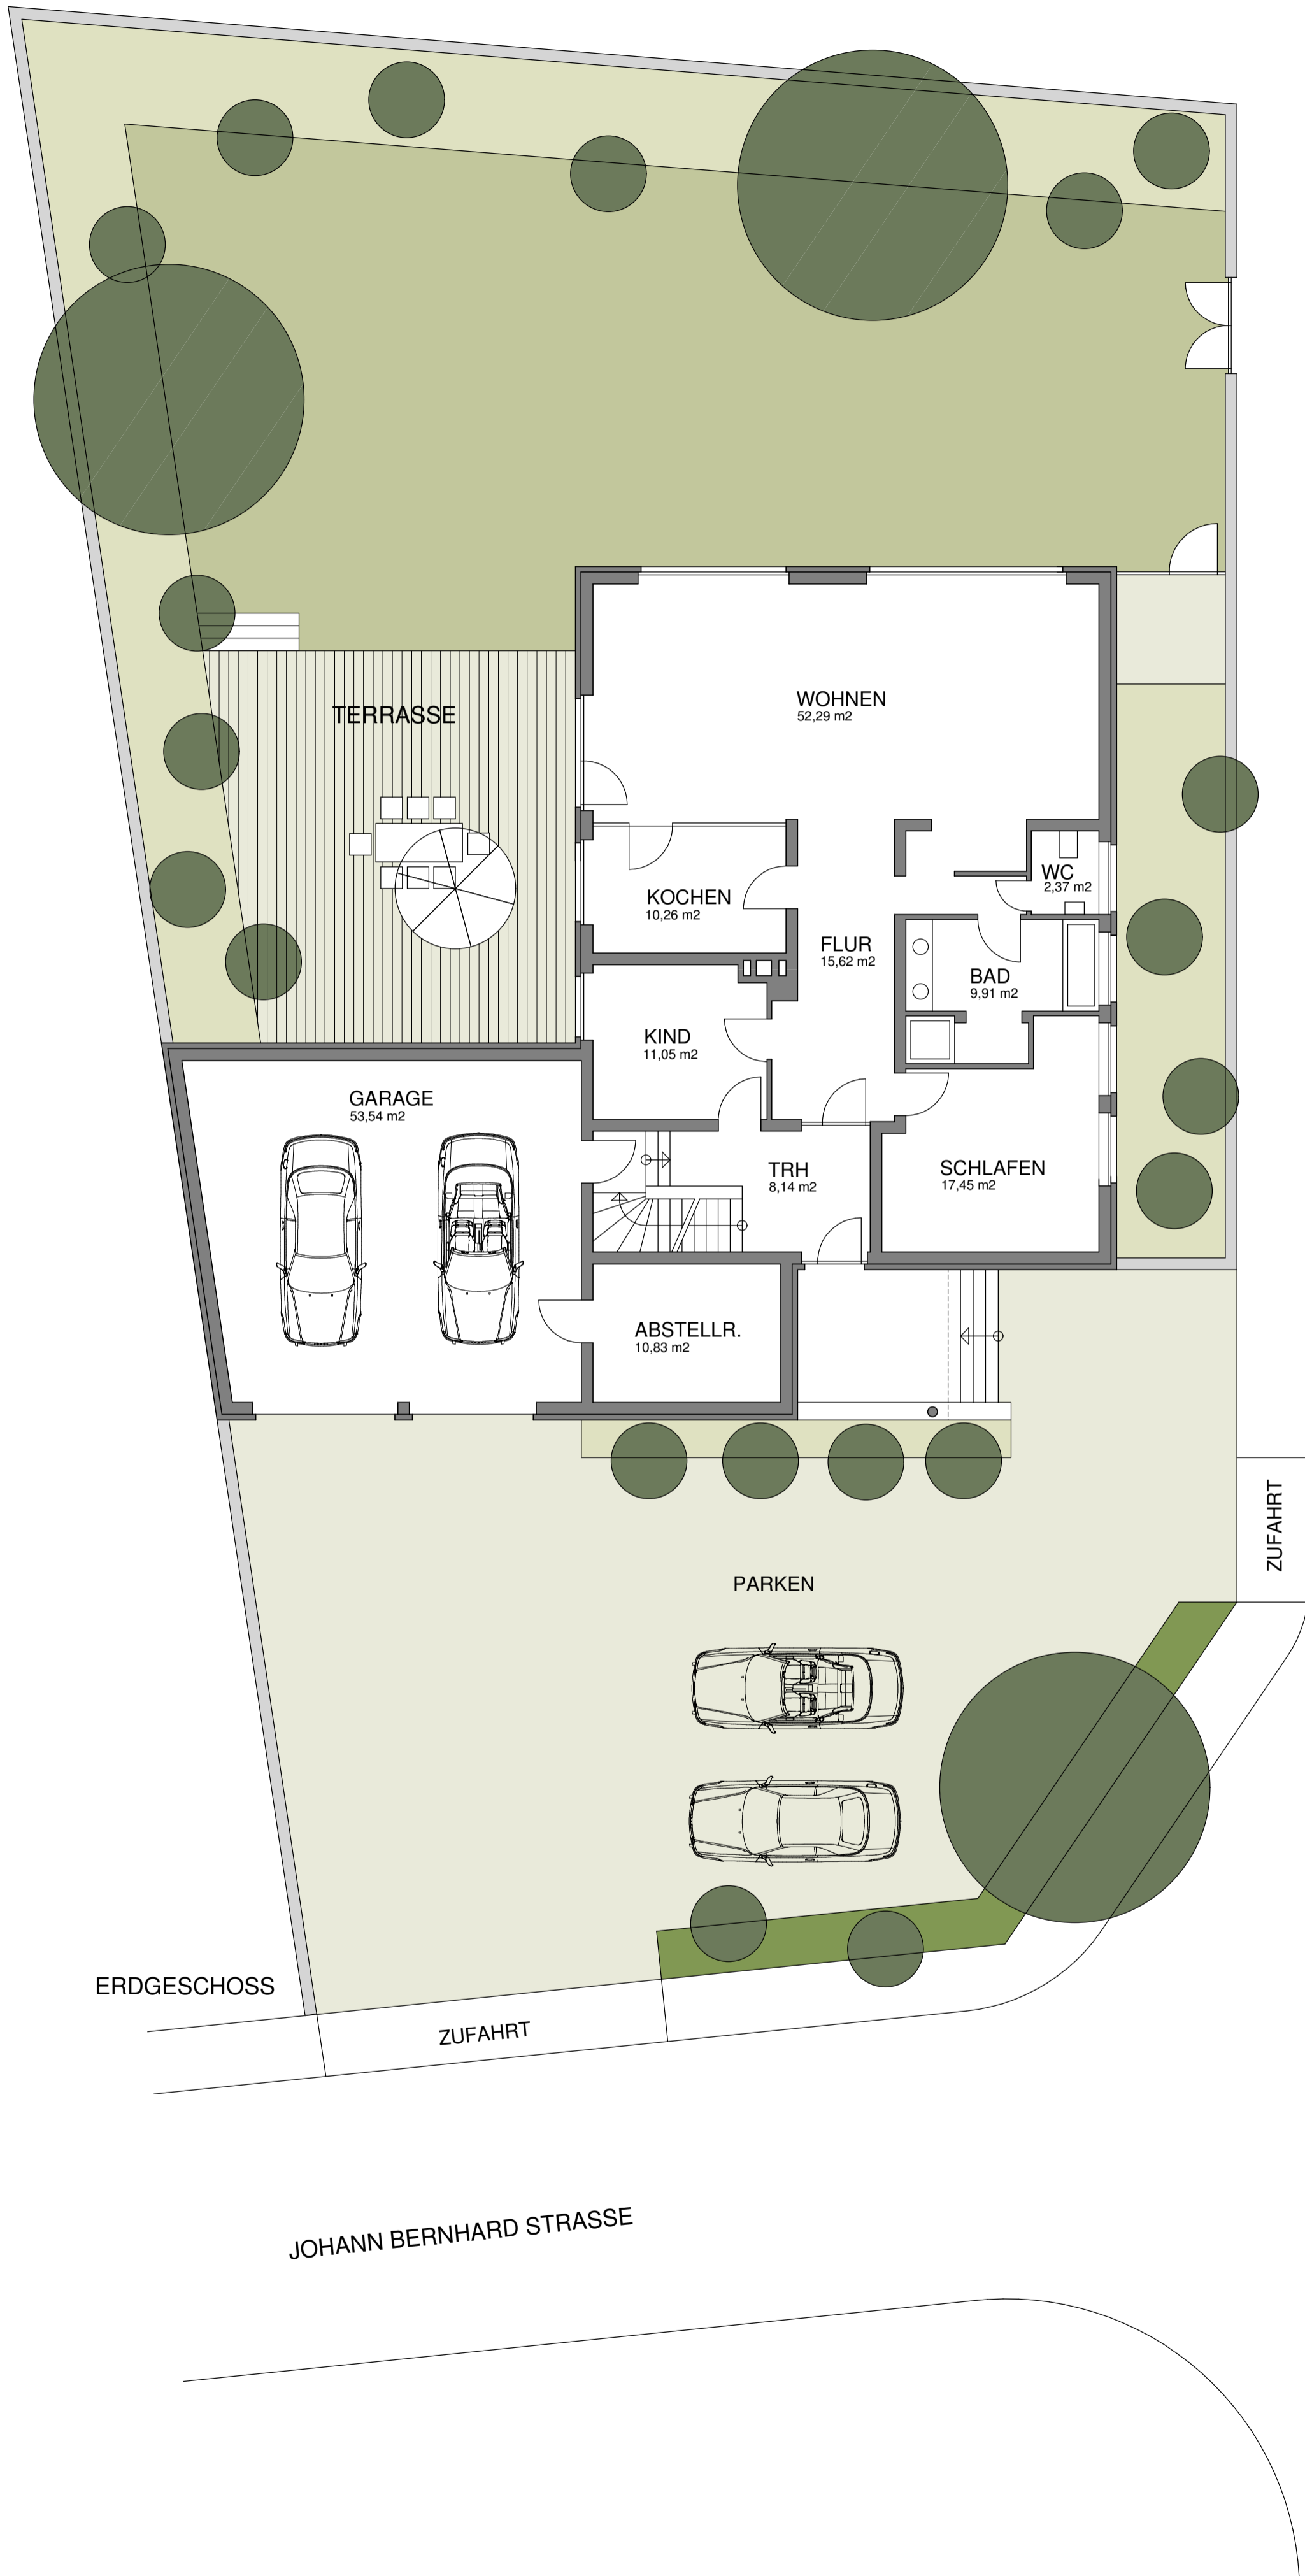 WOHNEN
52,29 m2
TERRASSE
WC
2,37 m2
KOCHEN
10,26 m2
FLUR
15,62 m2
BAD
9,91 m2
KIND
11,05 m2
GARAGE
53,54 m2
TRH
8,14 m2
SCHLAFEN
17,45 m2
ABSTELLR.
10,83 m2
ZUFAHRT
PARKEN
ERDGESCHOSS
ZUFAHRT
JOHANN BERNHARD STRASSE